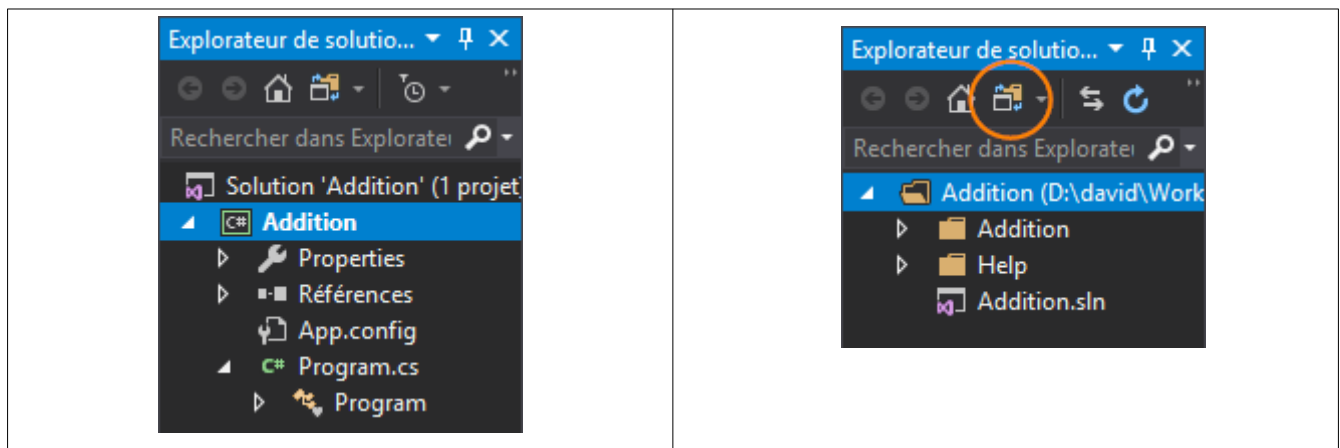 Explorateur de solutio...
Rechercher dans Explorate
Solution 'Addition' (1 projet
C# Addition
Properties
Références
App.config
C# Program.cs
Program
Explorateur de solutio...
Rechercher dans Explorate
Addition (D:\david\Work
Addition
Help
Addition.sln